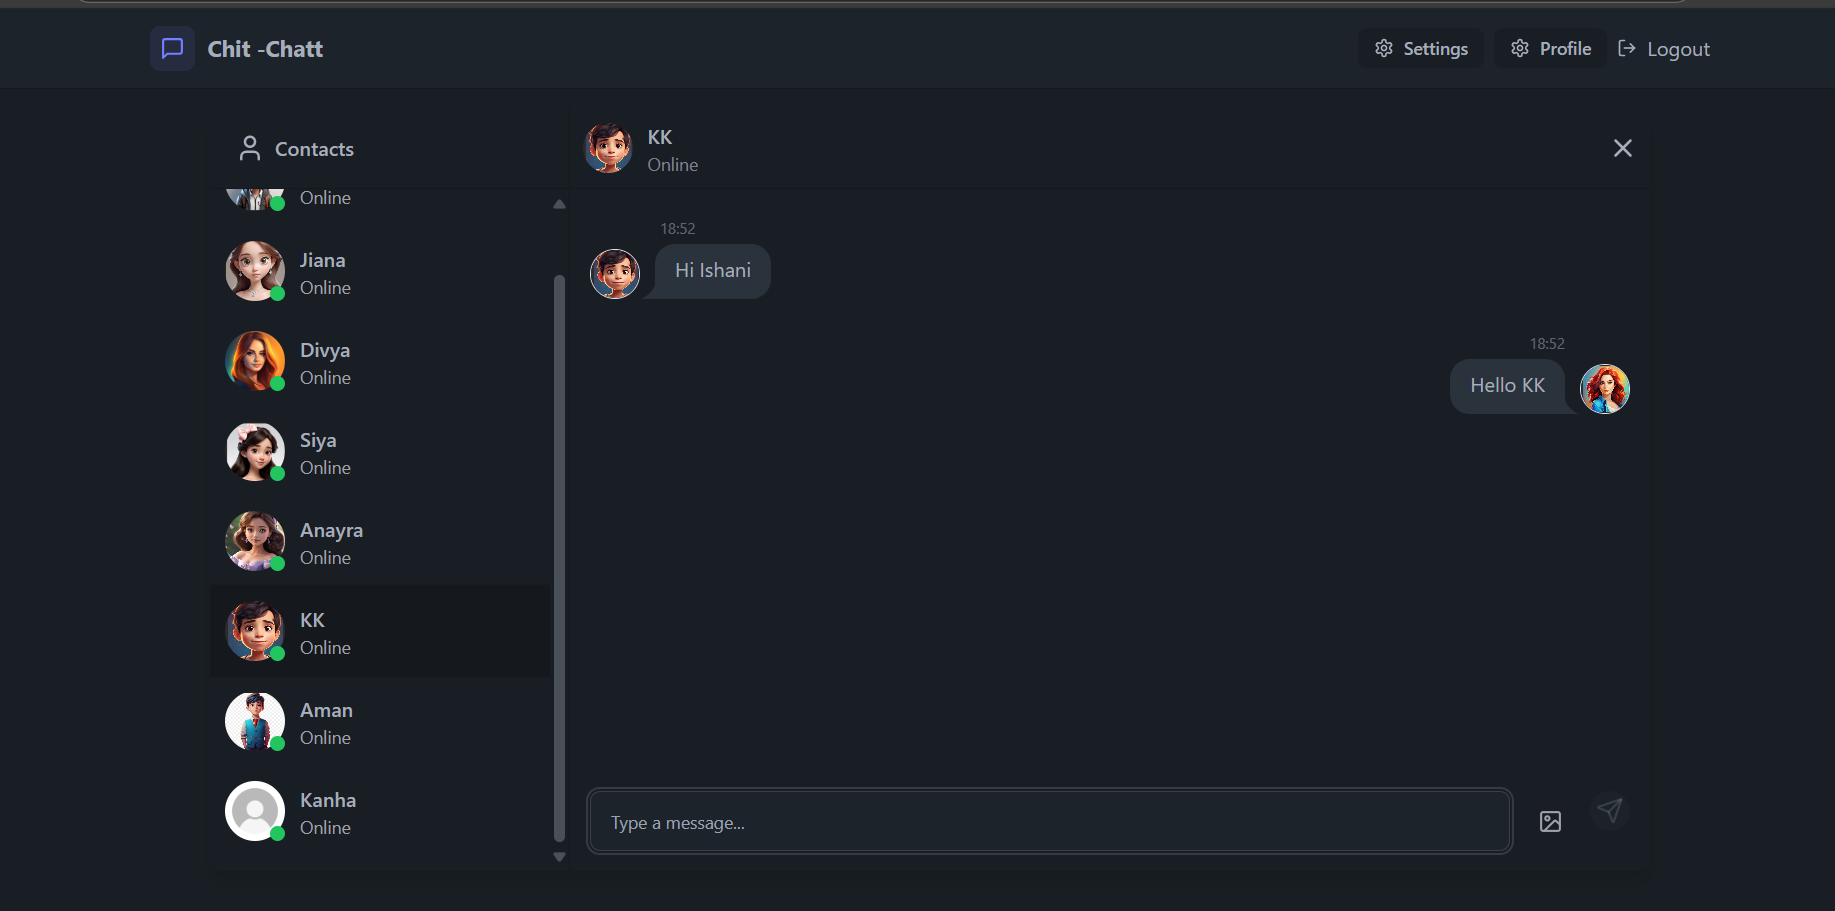 Chit -Chatt
Settings
Profile
Logout
Contacts
Online
Jiana
Online
Divya
Online
Siya
Online
Anayra
Online
KK
Online
Aman
Online
Kanha
Online
KK
Online
18:52
Hi Ishani
18:52
Hello KK
Type a message...